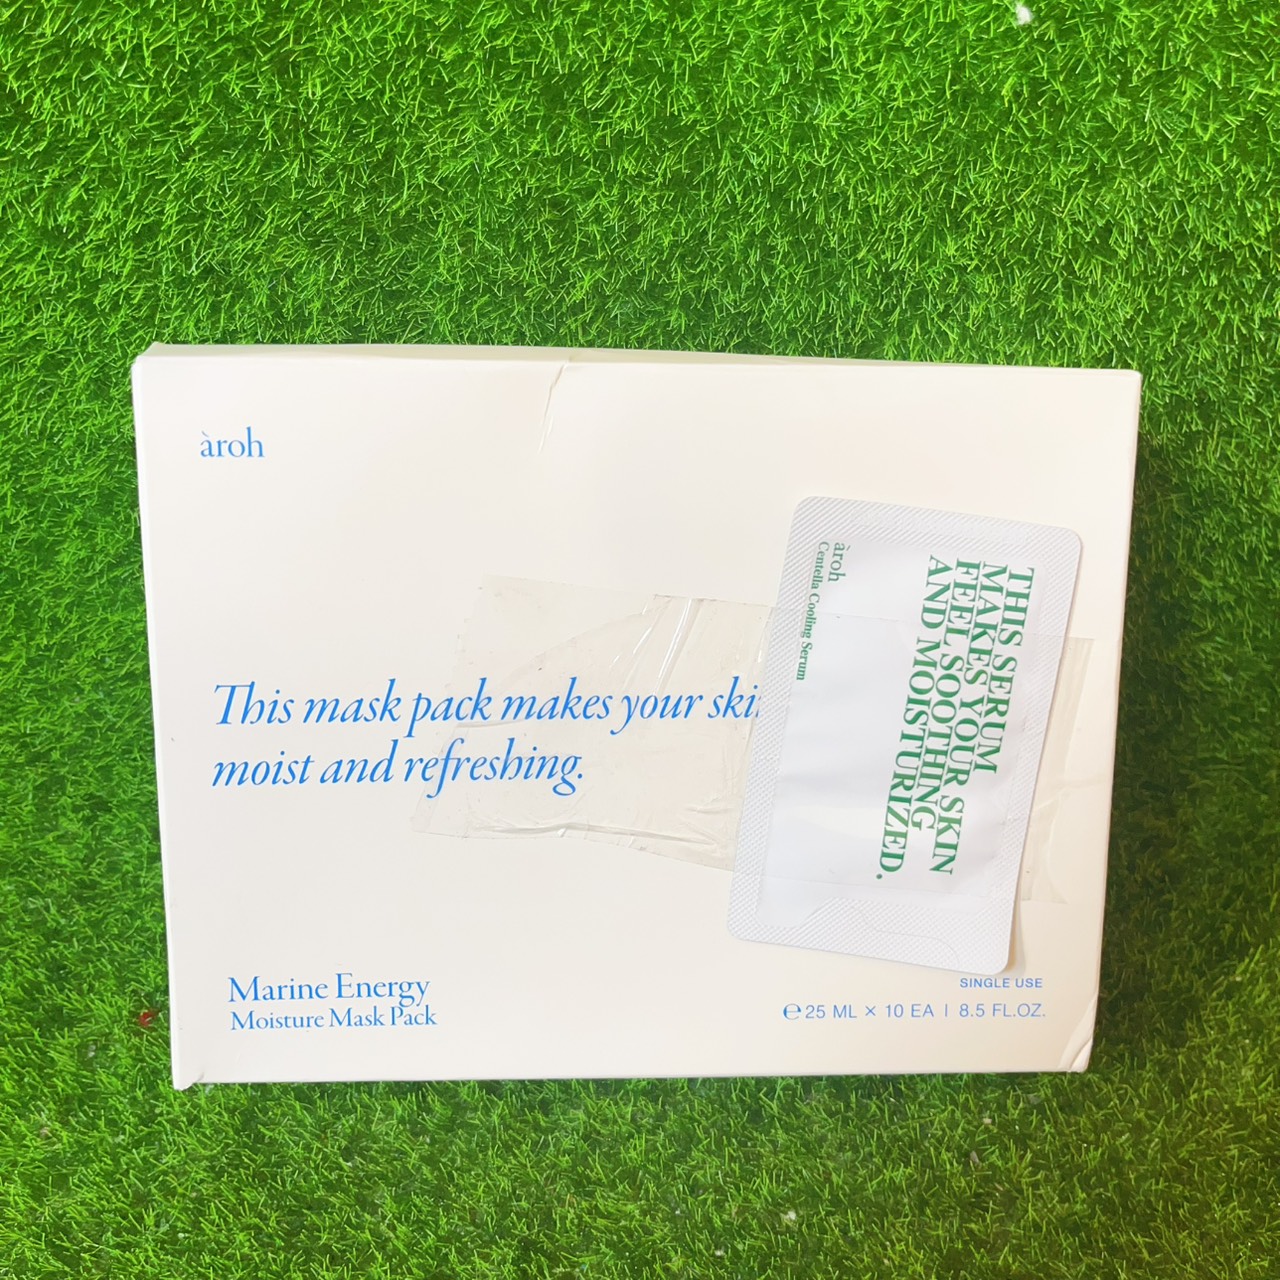 àroh
This mask pack makes your
moist and refreshing.
Marine Energy
Moisture Mask Pack
SINGLE USE
℮ 25 ML × 10 EA | 8.5 FL.OZ.
THIS SERUM
MAKES YOUR SKIN
FEEL SOOTHING
AND MOISTURIZED.
àroh
Centella Cooling Serum